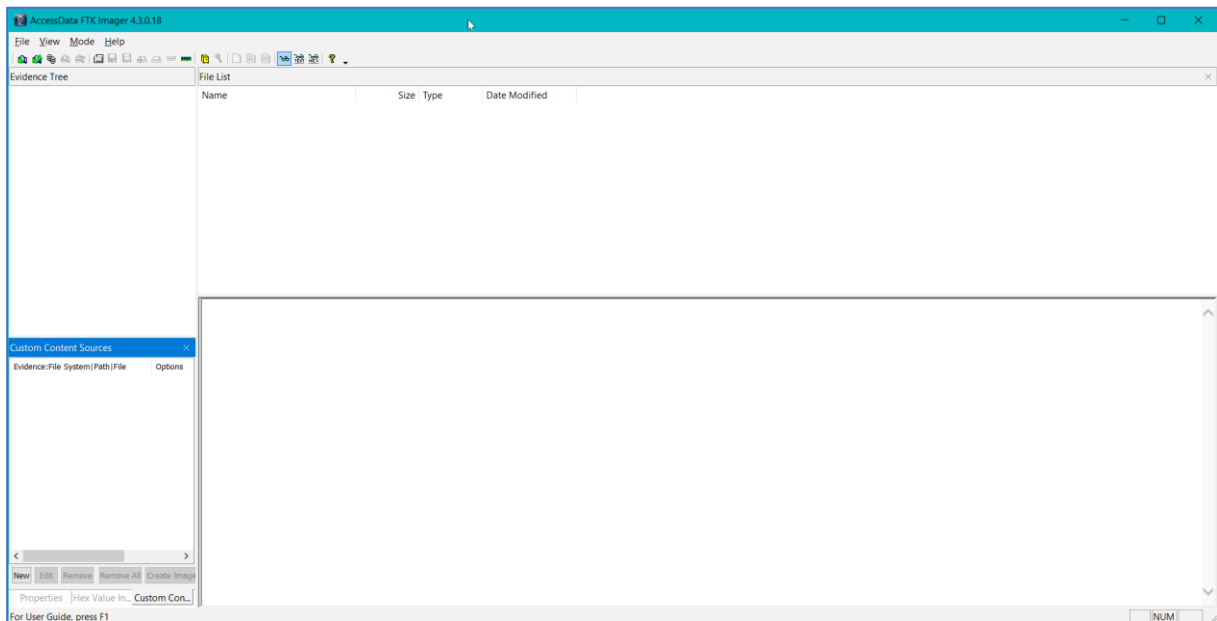 AccessData FTK Imager 4.3.0.18
File View Mode Help
Evidence Tree
File List
Name Size Type Date Modified
Custom Content Sources
Evidence:File System|Path|File Options
New Edit Remove Remove All Create Image
Properties Hex Value In... Custom Con...
For User Guide, press F1
NUM